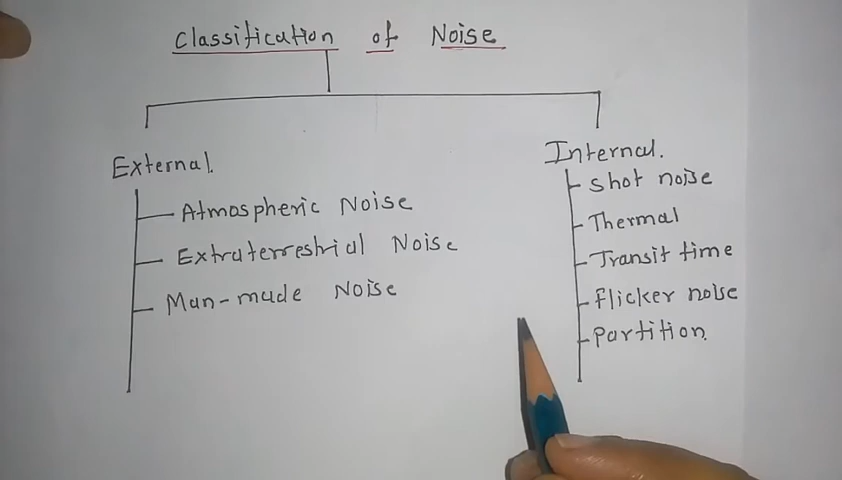 Classification of Noise
External.
Atmospheric Noise
Extraterrestrial Noise
Man-made Noise
Internal.
Shot noise
Thermal
Transit time
flicker noise
Partition.